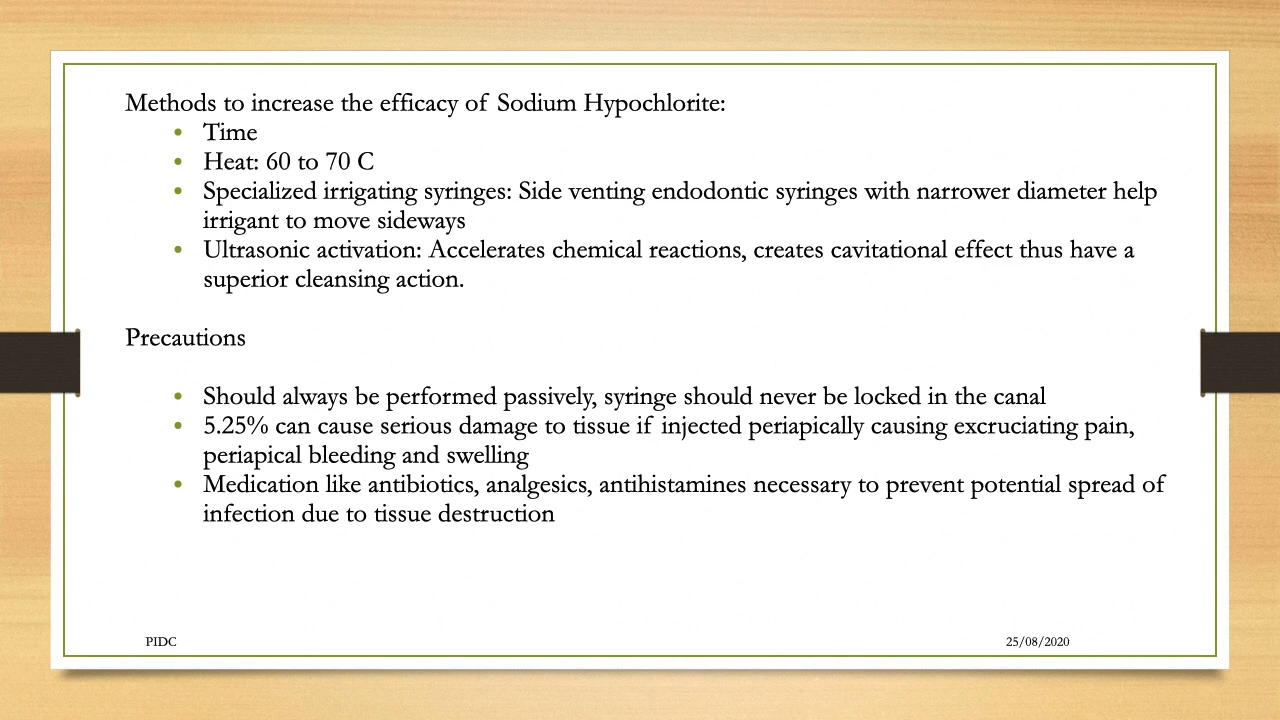 Methods to increase the efficacy of Sodium Hypochlorite:
• Time
• Heat: 60 to 70 C
• Specialized irrigating syringes: Side venting endodontic syringes with narrower diameter help
irrigant to move sideways
• Ultrasonic activation: Accelerates chemical reactions, creates cavitational effect thus have a
superior cleansing action.
Precautions
• Should always be performed passively, syringe should never be locked in the canal
• 5.25% can cause serious damage to tissue if injected periapically causing excruciating pain,
periapical bleeding and swelling
• Medication like antibiotics, analgesics, antihistamines necessary to prevent potential spread of
infection due to tissue destruction
PIDC
25/08/2020